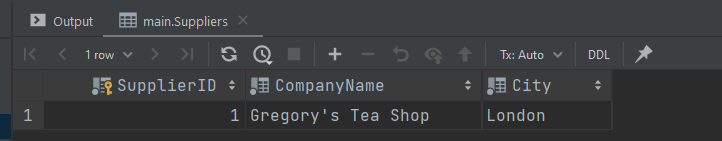 Output main.Suppliers
1 row Tx: Auto DDL
SupplierID CompanyName City
1 1 Gregory's Tea Shop London